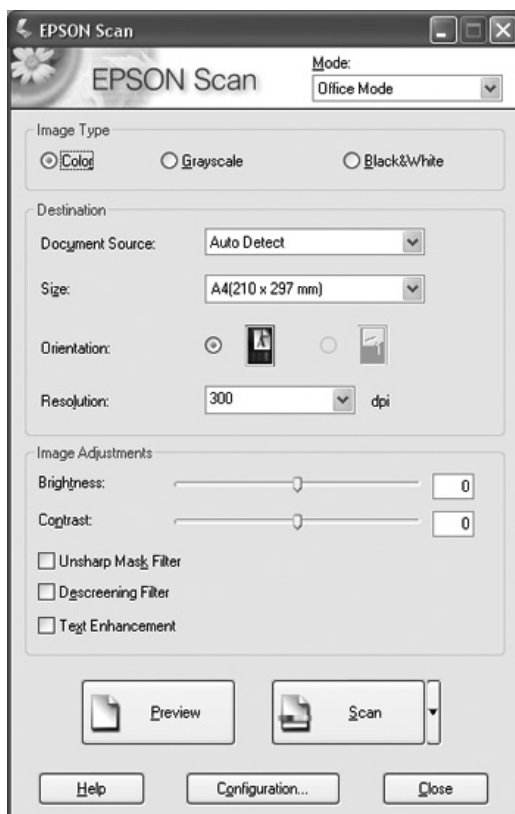 EPSON Scan
EPSON Scan
Mode:
Office Mode
Image Type
Color Grayscale Black&White
Destination
Document Source: Auto Detect
Size: A4(210 x 297 mm)
Orientation:
Resolution: 300 dpi
Image Adjustments
Brightness: 0
Contrast: 0
Unsharp Mask Filter
Descreening Filter
Text Enhancement
Preview Scan
Help Configuration... Close